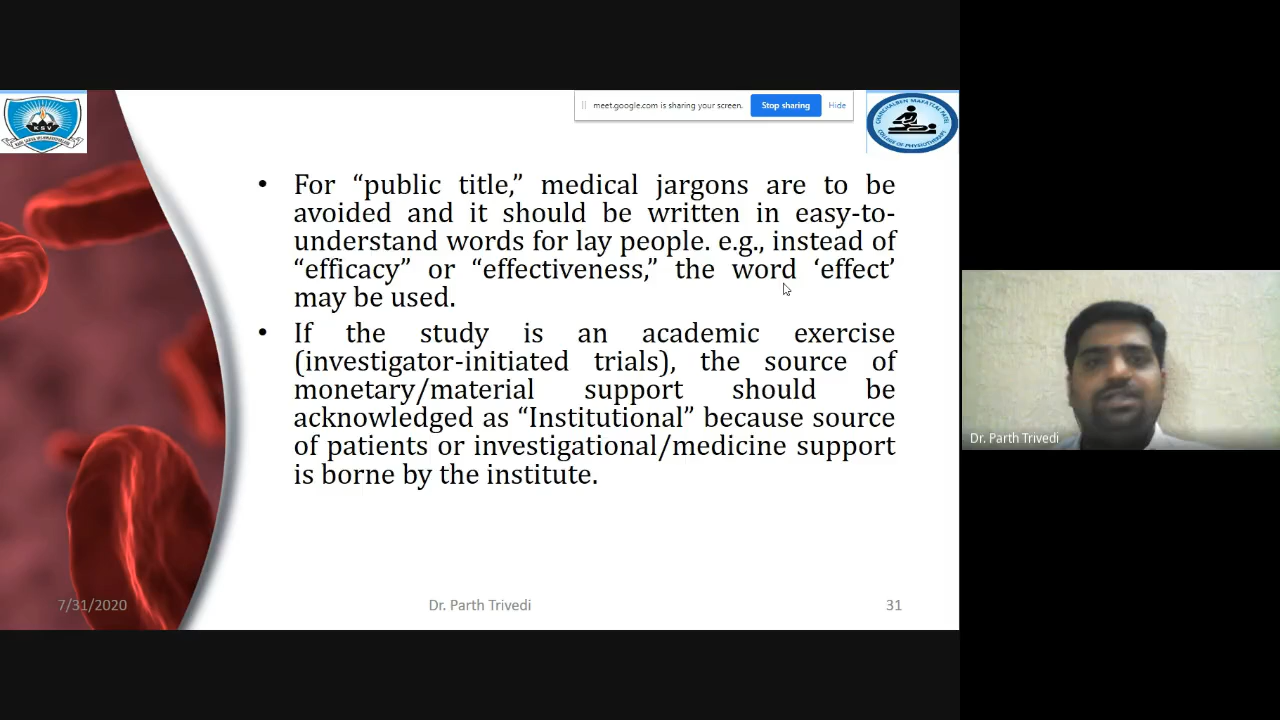 meet.google.com is sharing your screen. Stop sharing Hide
KSV
COLLEGE OF PHYSIOTHERAPY
• For “public title,” medical jargons are to be
avoided and it should be written in easy-to-
understand words for lay people. e.g., instead of
“efficacy” or “effectiveness,” the word ‘effect’
may be used.
• If the study is an academic exercise
(investigator-initiated trials), the source of
monetary/material support should be
acknowledged as “Institutional” because source
of patients or investigational/medicine support
is borne by the institute.
Dr. Parth Trivedi
7/31/2020 Dr. Parth Trivedi 31